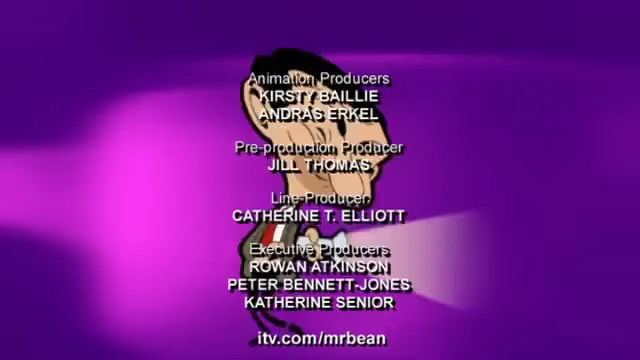 Animation Producers
KIRSTY BAILLIE
ANDRAS ERKEL
Pre-production Producer
JILL THOMAS
Line-Producer
CATHERINE T. ELLIOTT
Executive Producers
ROWAN ATKINSON
PETER BENNETT-JONES
KATHERINE SENIOR
itv.com/mrbean